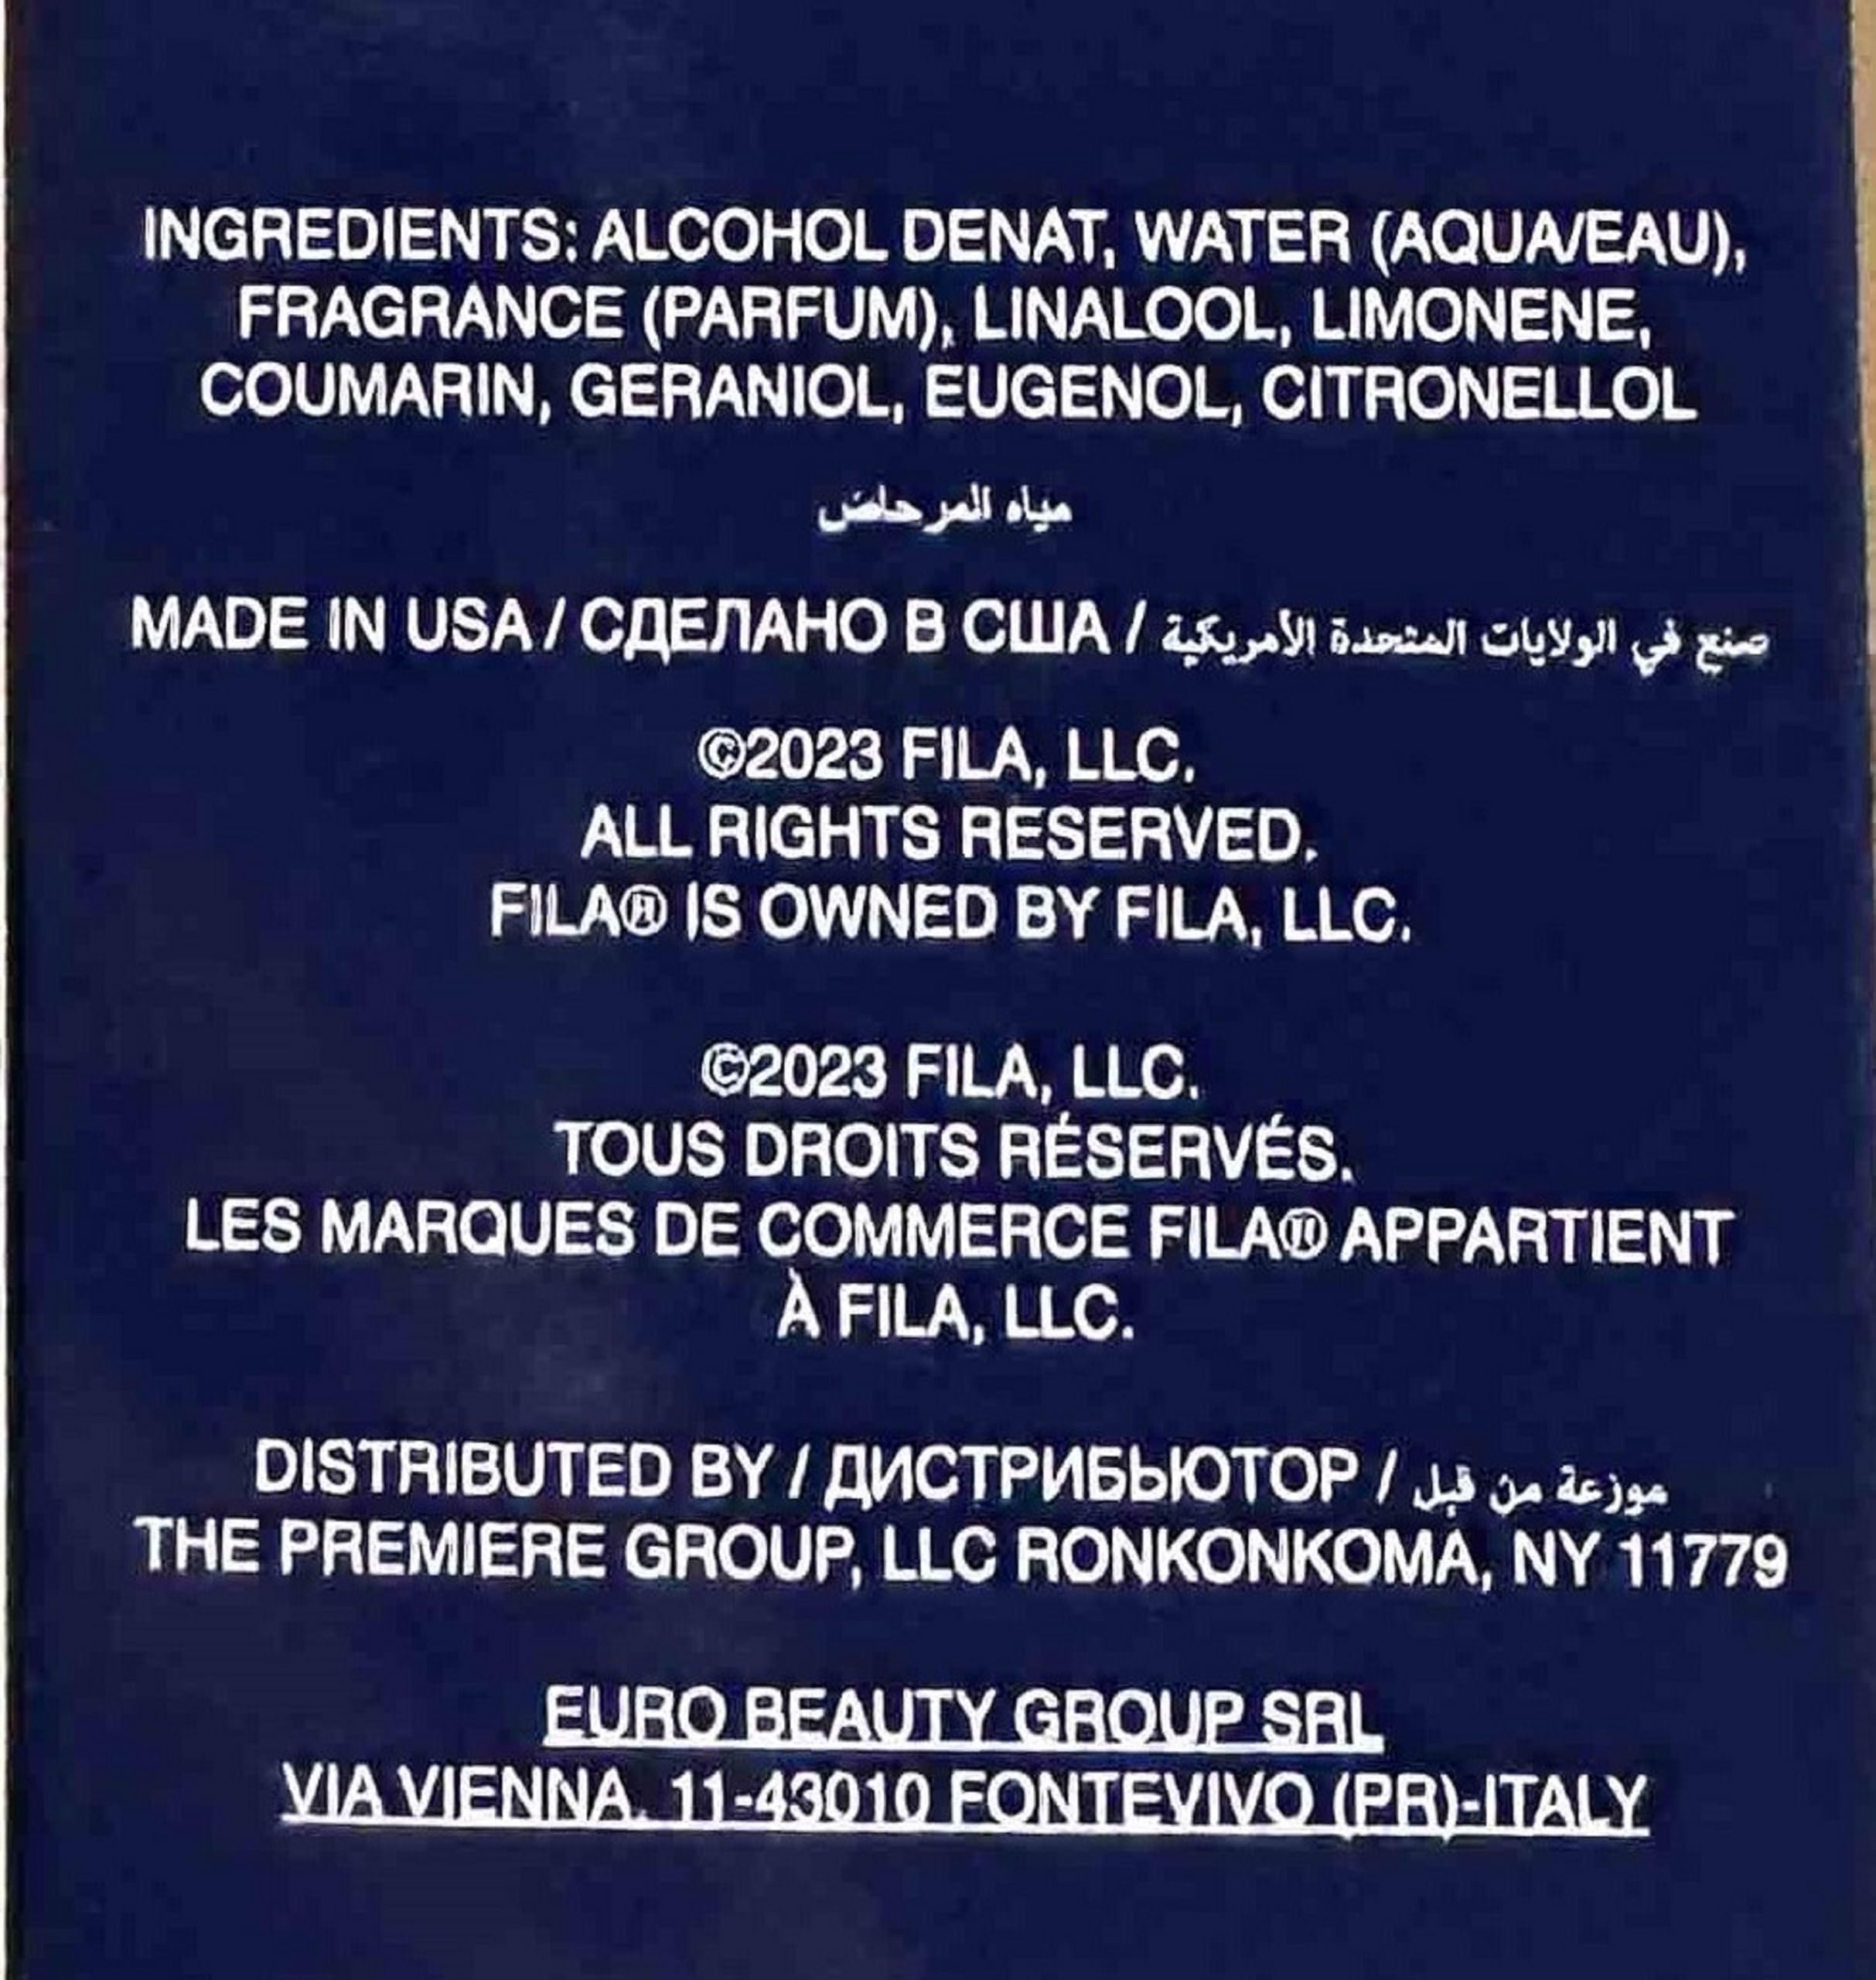 INGREDIENTS: ALCOHOL DENAT, WATER (AQUA/EAU),
FRAGRANCE (PARFUM), LINALOOL, LIMONENE,
COUMARIN, GERANIOL, EUGENOL, CITRONELLOL
مياه المرحاض
MADE IN USA / СДЕЛАНО В США / صنع في الولايات المتحدة الأمريكية
©2023 FILA, LLC.
ALL RIGHTS RESERVED.
FILA® IS OWNED BY FILA, LLC.
©2023 FILA, LLC.
TOUS DROITS RÉSERVÉS.
LES MARQUES DE COMMERCE FILA® APPARTIENT
À FILA, LLC.
DISTRIBUTED BY / ДИСТРИБЬЮТОР / موزعة من قبل
THE PREMIERE GROUP, LLC RONKONKOMA, NY 11779
EURO BEAUTY GROUP SRL
VIA VIENNA, 11-43010 FONTEVIVO (PR)-ITALY